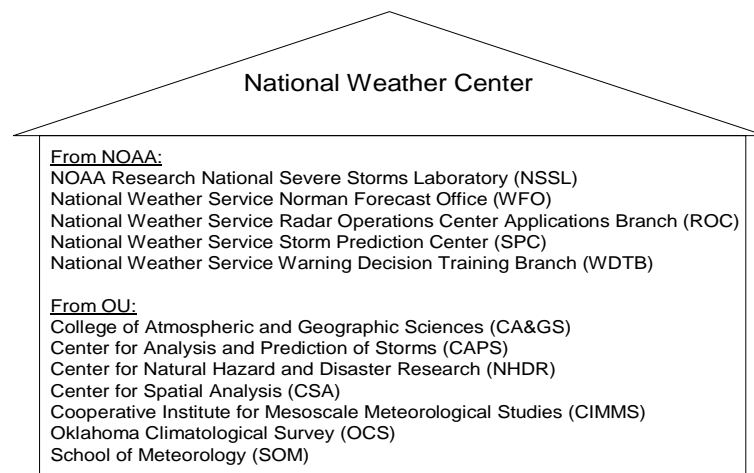 National Weather Center
From NOAA:
NOAA Research National Severe Storms Laboratory (NSSL)
National Weather Service Norman Forecast Office (WFO)
National Weather Service Radar Operations Center Applications Branch (ROC)
National Weather Service Storm Prediction Center (SPC)
National Weather Service Warning Decision Training Branch (WDTB)
From OU:
College of Atmospheric and Geographic Sciences (CA&GS)
Center for Analysis and Prediction of Storms (CAPS)
Center for Natural Hazard and Disaster Research (NHDR)
Center for Spatial Analysis (CSA)
Cooperative Institute for Mesoscale Meteorological Studies (CIMMS)
Oklahoma Climatological Survey (OCS)
School of Meteorology (SOM)